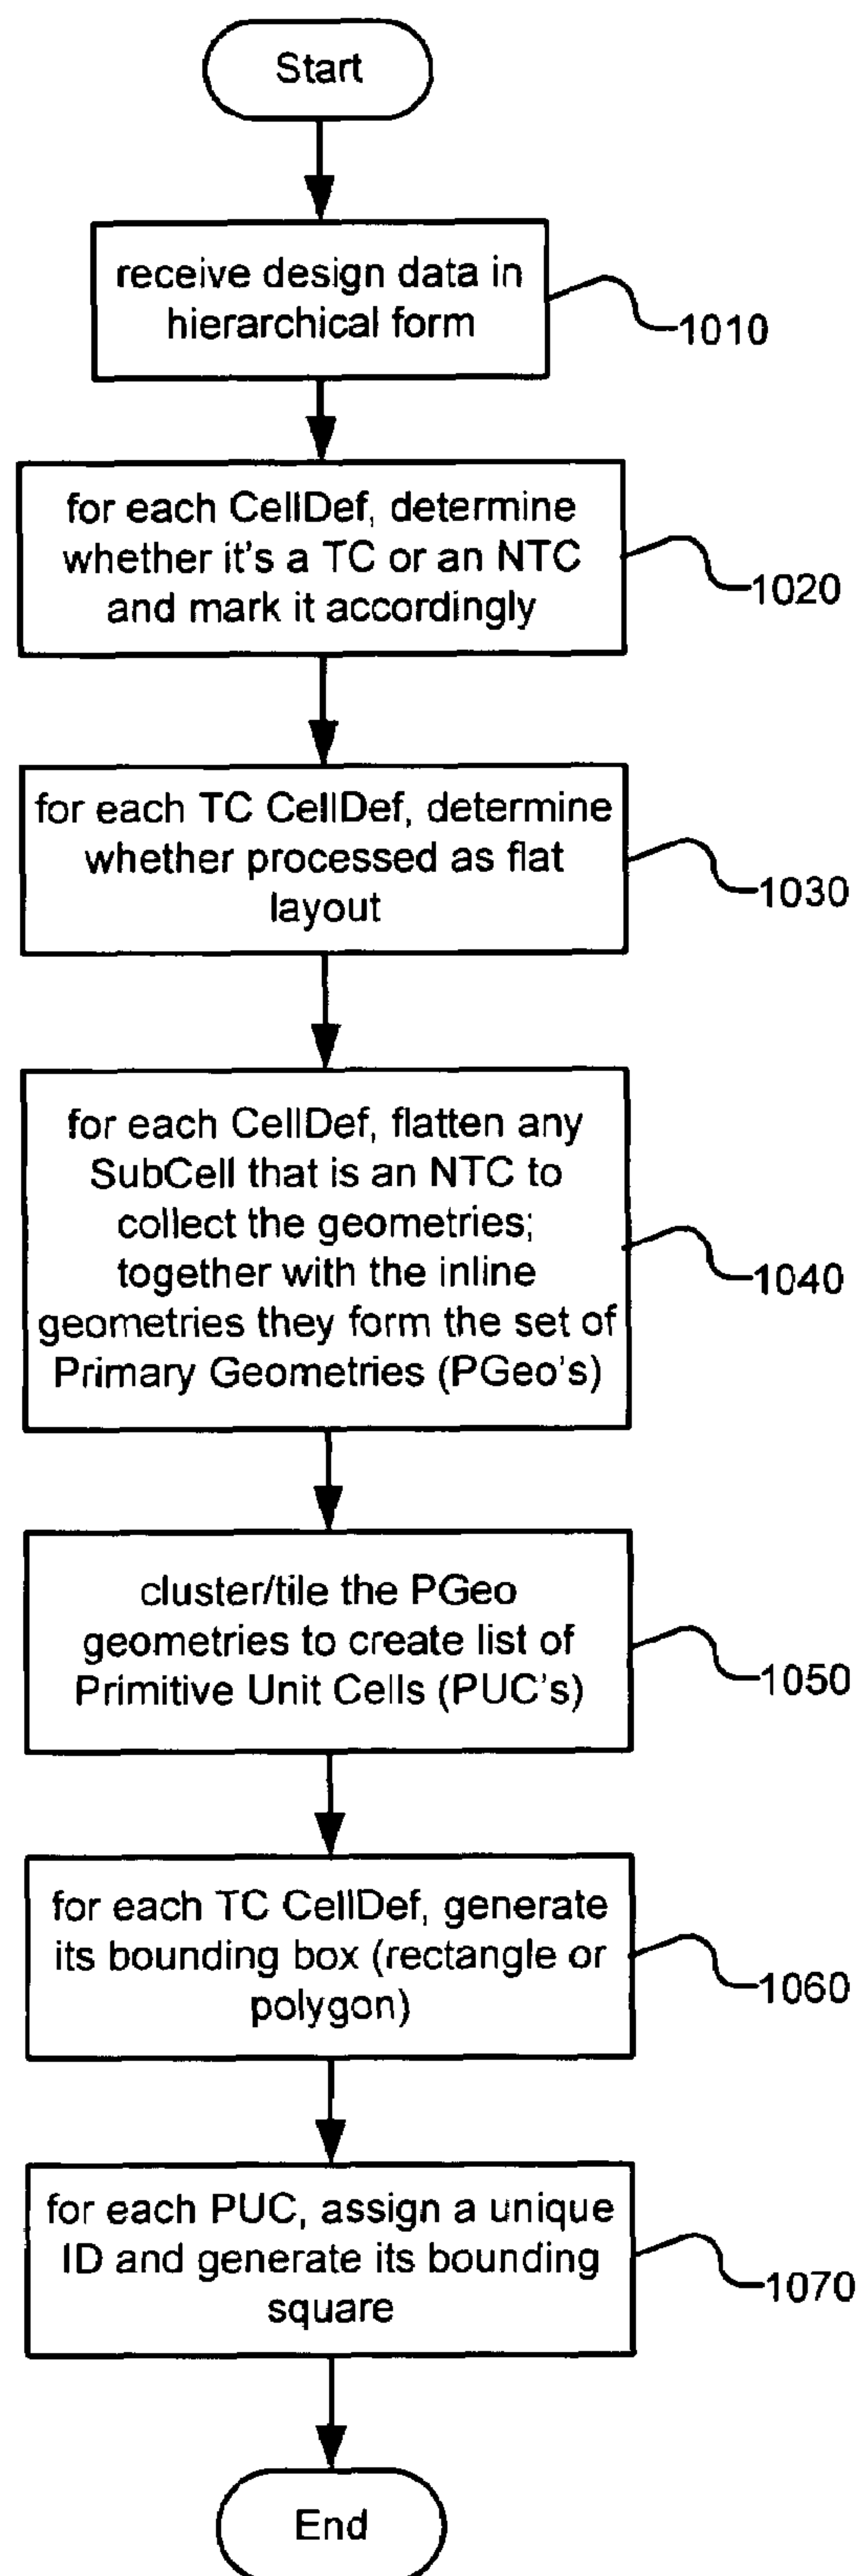 Start
receive design data in
hierarchical form
1010
for each CellDef, determine
whether it's a TC or an NTC
and mark it accordingly
1020
for each TC CellDef, determine
whether processed as flat
layout
1030
for each CellDef, flatten any
SubCell that is an NTC to
collect the geometries;
together with the inline
geometries they form the set of
Primary Geometries (PGeo's)
1040
cluster/tile the PGeo
geometries to create list of
Primitive Unit Cells (PUC's)
1050
for each TC CellDef, generate
its bounding box (rectangle or
polygon)
1060
for each PUC, assign a unique
ID and generate its bounding
square
1070
End